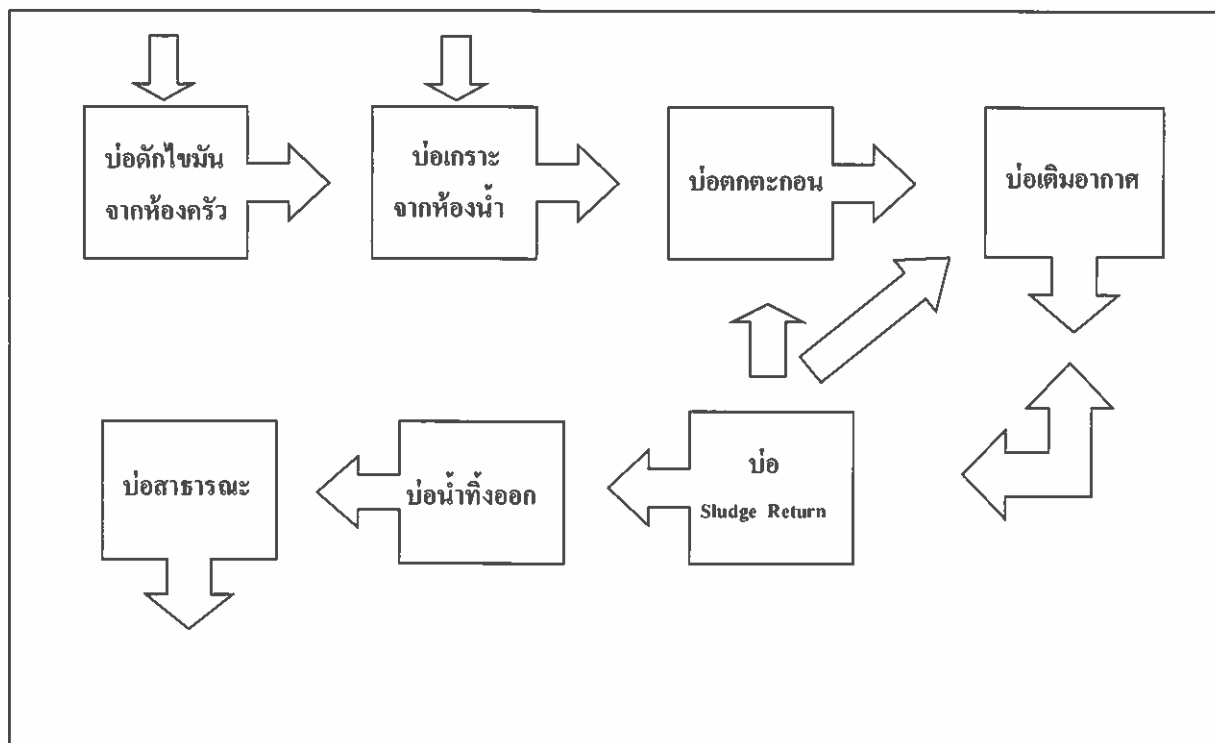 บ่อดักไขมัน
จากห้องครัว
บ่อเกราะ
จากห้องน้ำ
บ่อตกตะกอน
บ่อเติมอากาศ
บ่อสาธารณะ
บ่อน้ำทิ้งออก
บ่อ
Sludge Return